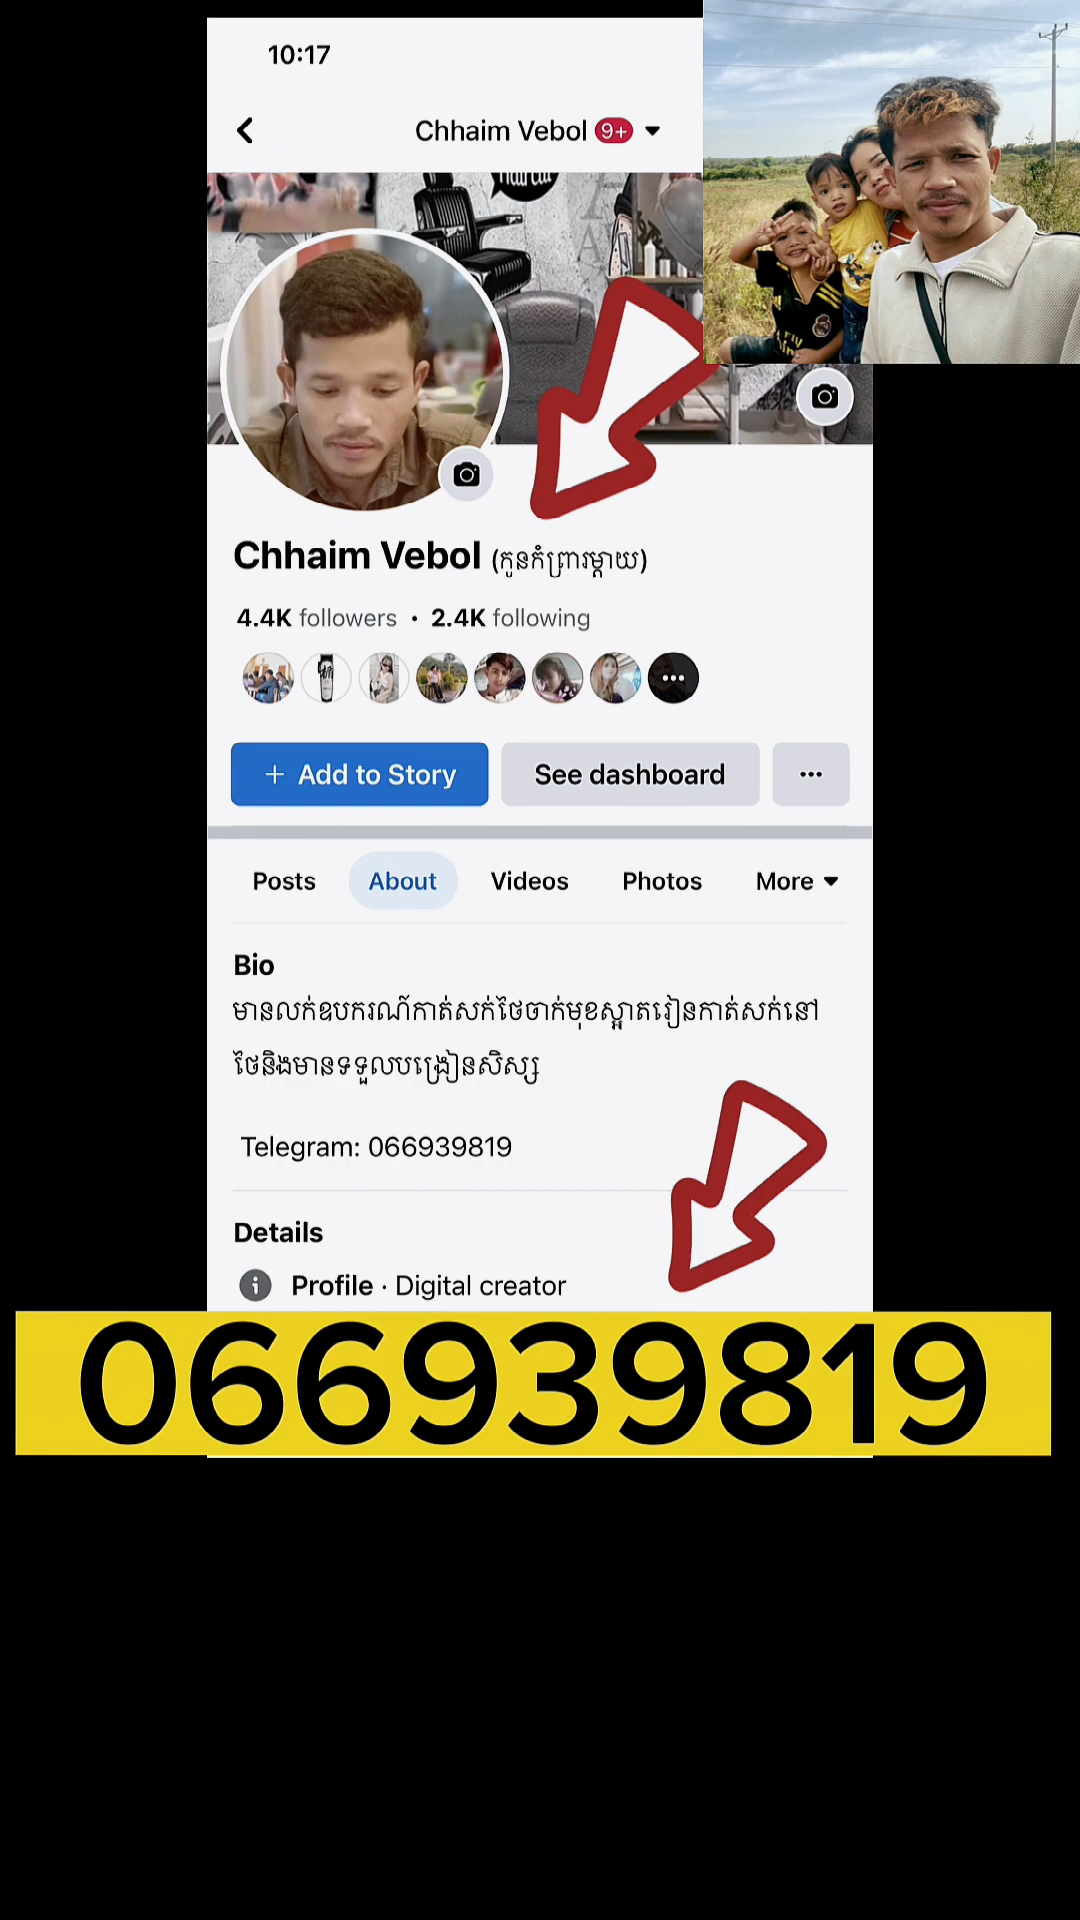 10:17
Chhaim Vebol 9+
Chhaim Vebol (កូនកំព្រារម្ដាយ)
4.4K followers • 2.4K following
+ Add to Story
See dashboard
Posts
About
Videos
Photos
More
Bio
មានលក់ឧបករណ៍កាត់សក់ថៃចាក់មុខស្អាតរៀនកាត់សក់នៅ
ថៃនិងមានទទួលបង្រៀនសិស្ស
Telegram: 066939819
Details
Profile · Digital creator
066939819